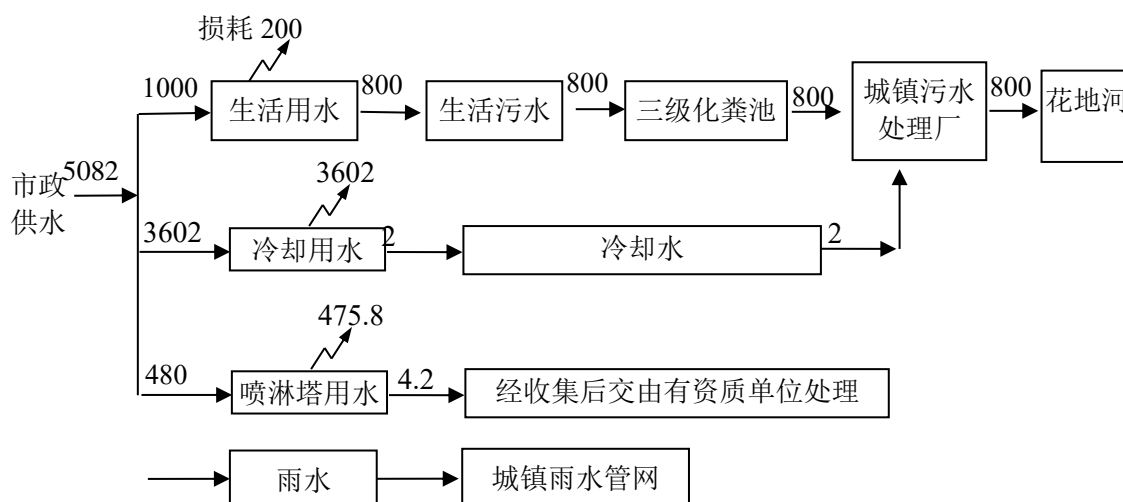 损耗 200
1000
生活用水
800
生活污水
800
三级化粪池
800
城镇污水
处理厂
800
花地河
市政
供水
5082
3602
3602
冷却用水
2
冷却水
2
475.8
480
喷淋塔用水
4.2
经收集后交由有资质单位处理
雨水
城镇雨水管网